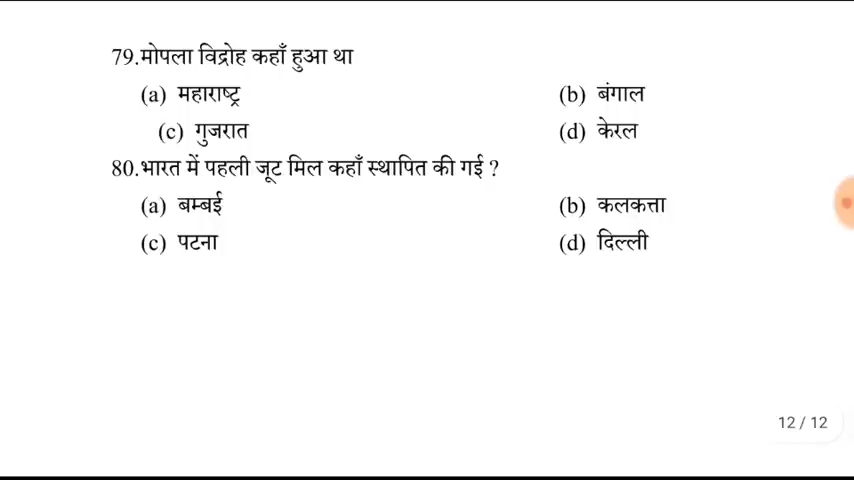 79.मोपला विद्रोह कहाँ हुआ था
(a) महाराष्ट्र (b) बंगाल
(c) गुजरात (d) केरल
80.भारत में पहली जूट मिल कहाँ स्थापित की गई ?
(a) बम्बई (b) कलकत्ता
(c) पटना (d) दिल्ली
12 / 12